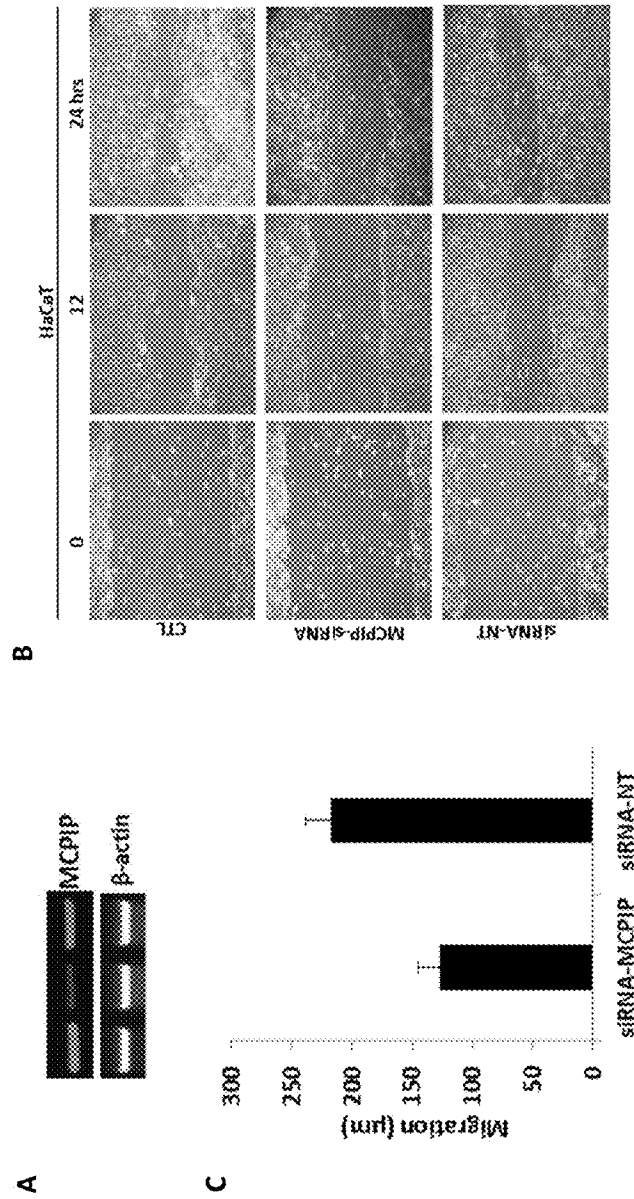 A
MCPIP
β-actin
B
HaCaT
0 12 24 hrs
CTL
MCPIP-siRNA
siRNA-NT
C
Migration (µm)
300
250
200
150
100
50
0
siRNA-MCPIP siRNA-NT